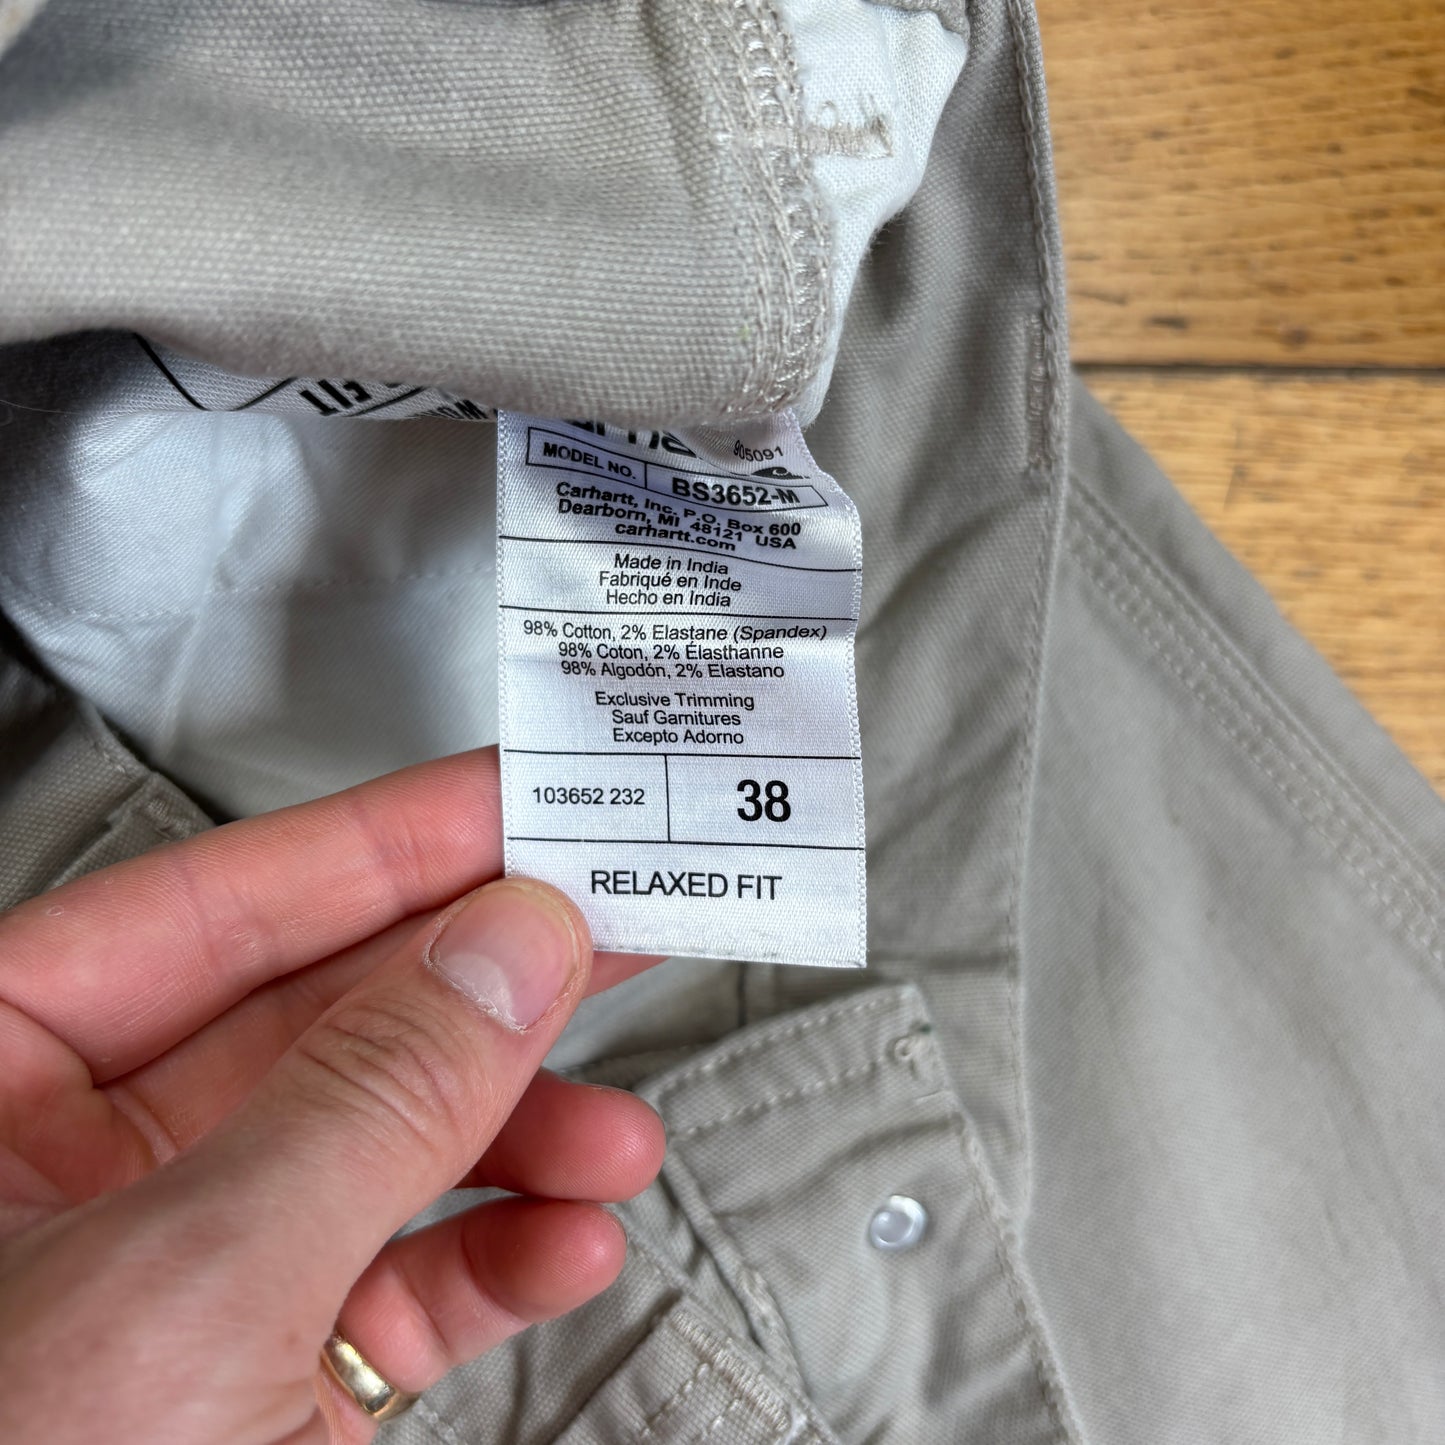 FIT
905091
MODEL NO. BS3652-M
Carhartt, Inc. P.O. Box 600
Dearborn, MI 48121 USA
carhartt.com
Made in India
Fabriqué en Inde
Hecho en India
98% Cotton, 2% Elastane (Spandex)
98% Coton, 2% Élasthanne
98% Algodón, 2% Elastano
Exclusive Trimming
Sauf Garnitures
Excepto Adorno
103652 232 38
RELAXED FIT